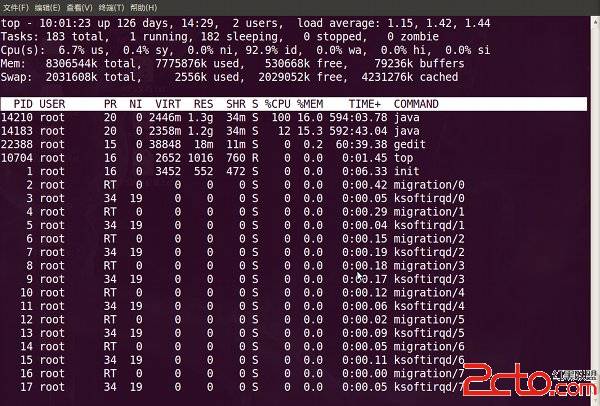 文件(F) 编辑(E) 查看(V) 终端(T) 帮助(H)
top - 10:01:23 up 126 days, 14:29,  2 users,  load average: 1.15, 1.42, 1.44
Tasks: 183 total,   1 running, 182 sleeping,   0 stopped,   0 zombie
Cpu(s):  6.7% us,  0.4% sy,  0.0% ni, 92.9% id,  0.0% wa,  0.0% hi,  0.0% si
Mem:   8306544k total,  7775876k used,   530668k free,    79236k buffers
Swap:  2031608k total,     2556k used,  2029052k free,  4231276k cached
PID USER      PR  NI  VIRT  RES  SHR S %CPU %MEM    TIME+  COMMAND
14210 root      20   0 2446m 1.3g  34m S  100 16.0 594:03.78 java
14183 root      20   0 2358m 1.2g  34m S   12 15.3 592:43.04 java
22388 root      15   0 38848  18m  11m S    0  0.2  60:39.38 gedit
10704 root      16   0  2652 1016  760 R    0  0.0   0:01.45 top
1 root      16   0  3452  552  472 S    0  0.0   0:06.33 init
2 root      RT   0     0    0    0 S    0  0.0   0:00.42 migration/0
3 root      34  19     0    0    0 S    0  0.0   0:00.19 ksoftirqd/0
4 root      RT   0     0    0    0 S    0  0.0   0:00.29 migration/1
5 root      34  19     0    0    0 S    0  0.0   0:00.04 ksoftirqd/1
6 root      RT   0     0    0    0 S    0  0.0   0:00.15 migration/2
7 root      34  19     0    0    0 S    0  0.0   0:00.19 ksoftirqd/2
8 root      RT   0     0    0    0 S    0  0.0   0:00.18 migration/3
9 root      34  19     0    0    0 S    0  0.0   0:00.17 ksoftirqd/3
10 root      RT   0     0    0    0 S    0  0.0   0:00.12 migration/4
11 root      34  19     0    0    0 S    0  0.0   0:00.06 ksoftirqd/4
12 root      RT   0     0    0    0 S    0  0.0   0:00.02 migration/5
13 root      34  19     0    0    0 S    0  0.0   0:00.09 ksoftirqd/5
14 root      RT   0     0    0    0 S    0  0.0   0:00.05 migration/6
15 root      34  19     0    0    0 S    0  0.0   0:00.11 ksoftirqd/6
16 root      RT   0     0    0    0 S    0  0.0   0:00.00 migration/7
17 root      34  19     0    0    0 S    0  0.0   0:00.05 ksoftirqd/7
2cto.com